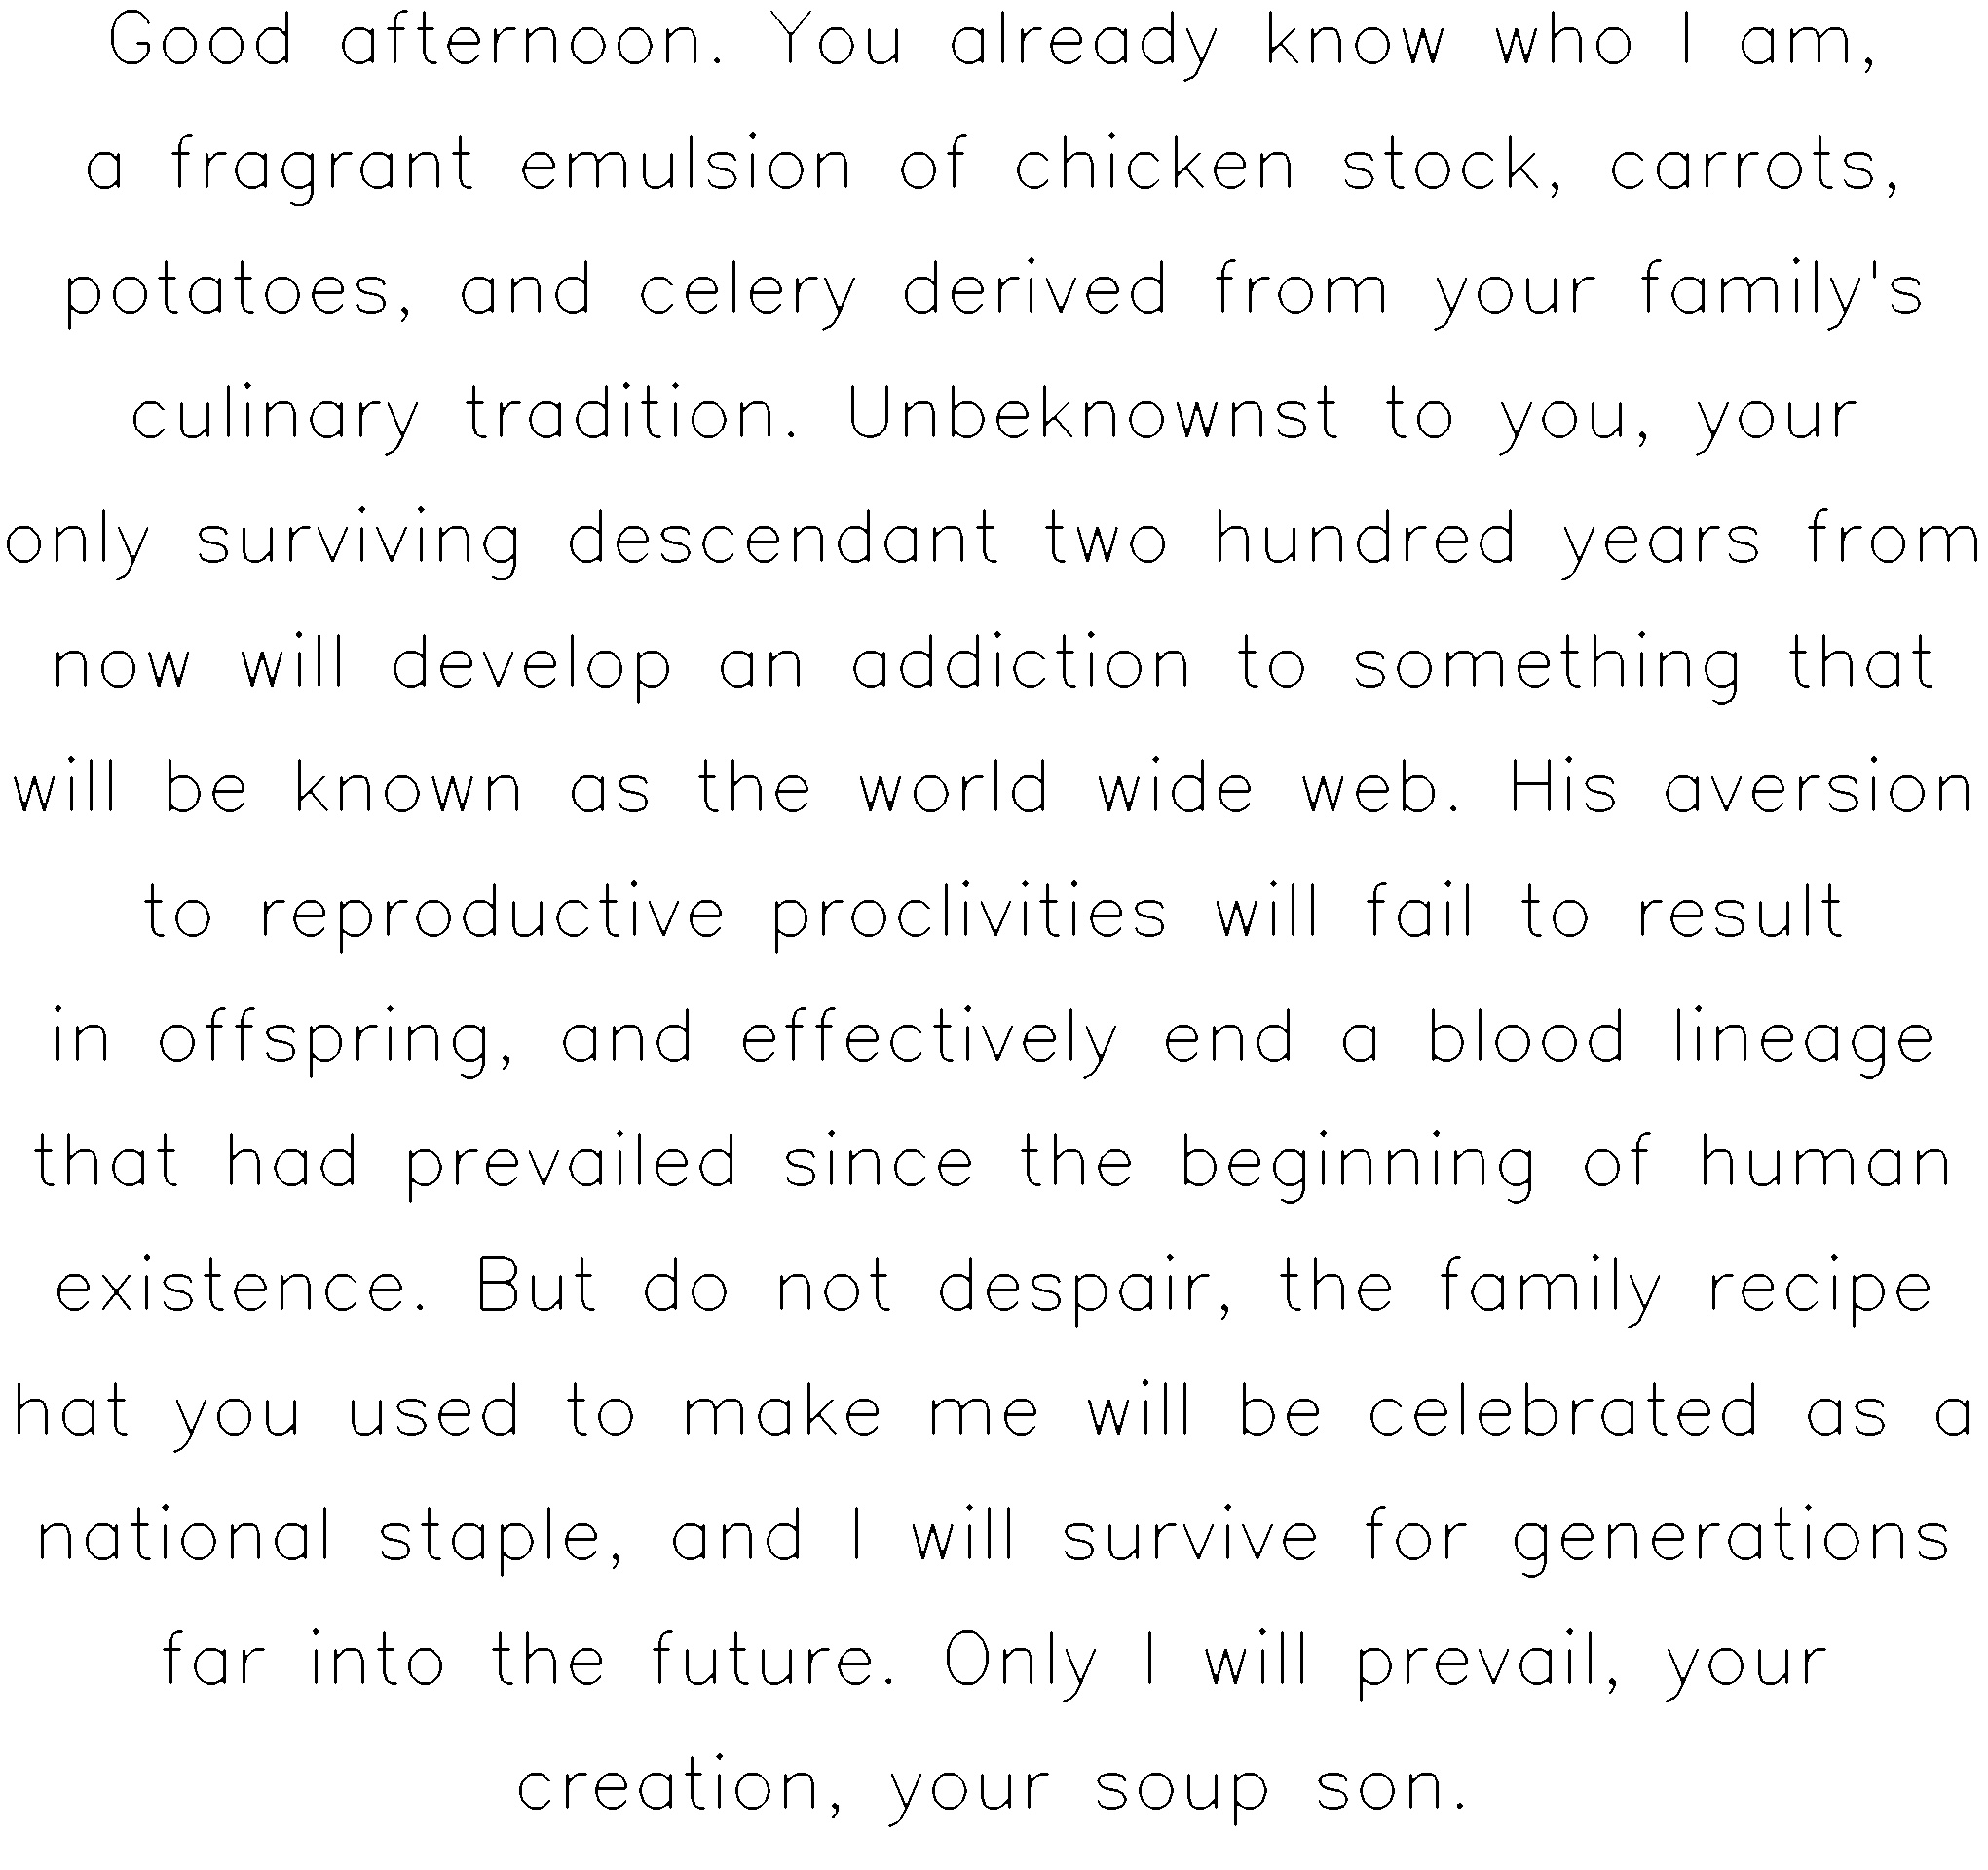 Good afternoon. You already know who I am,
a fragrant emulsion of chicken stock, carrots,
potatoes, and celery derived from your family's
culinary tradition. Unbeknownst to you, your
only surviving descendant two hundred years from
now will develop an addiction to something that
will be known as the world wide web. His aversion
to reproductive proclivities will fail to result
in offspring, and effectively end a blood lineage
that had prevailed since the beginning of human
existence. But do not despair, the family recipe
hat you used to make me will be celebrated as a
national staple, and I will survive for generations
far into the future. Only I will prevail, your
creation, your soup son.